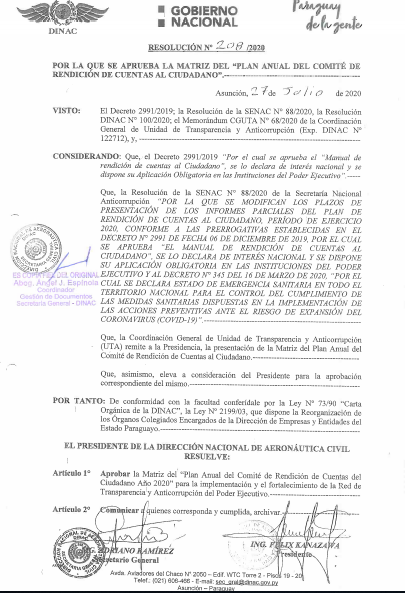 DINAC
GOBIERNO
NACIONAL
Paraguay
de la gente
RESOLUCIÓN Nº 208 /2020
POR LA QUE SE APRUEBA LA MATRIZ DEL "PLAN ANUAL DEL COMITÉ DE
RENDICIÓN DE CUENTAS AL CIUDADANO".
Asunción, 27 de Julio de 2020
VISTO: El Decreto 2991/2019; la Resolución de la SENAC Nº 88/2020, la Resolución
DINAC Nº 100/2020; el Memorándum CGUTA Nº 68/2020 de la Coordinación
General de Unidad de Transparencia y Anticorrupción (Exp. DINAC Nº
122712), y,
CONSIDERANDO: Que, el Decreto 2991/2019 "Por el cual se aprueba el "Manual de
rendición de cuentas al Ciudadano", se lo declara de interés nacional y se
dispone su Aplicación Obligatoria en las Instituciones del Poder Ejecutivo".
Que, la Resolución de la SENAC Nº 88/2020 de la Secretaría Nacional
Anticorrupción "POR LA QUE SE MODIFICAN LOS PLAZOS DE
PRESENTACIÓN DE LOS INFORMES PARCIALES DEL PLAN DE
RENDICIÓN DE CUENTAS AL CIUDADANO, PERÍODO DE EJERCICIO
2020, CONFORME A LAS PRERROGATIVAS ESTABLECIDAS EN EL
DECRETO Nº 2991 DE FECHA 06 DE DICIEMBRE DE 2019, POR EL CUAL
SE APRUEBA "EL MANUAL DE RENDICIÓN DE CUENTAS AL
CIUDADANO", SE LO DECLARA DE INTERÉS NACIONAL Y SE DISPONE
SU APLICACIÓN OBLIGATORIA EN LAS INSTITUCIONES DEL PODER
EJECUTIVO Y AL DECRETO Nº 345 DEL 16 DE MARZO DE 2020, "POR EL
CUAL SE DECLARA ESTADO DE EMERGENCIA SANITARIA EN TODO EL
TERRITORIO NACIONAL PARA EL CONTROL DEL CUMPLIMIENTO DE
LAS MEDIDAS SANITARIAS DISPUESTAS EN LA IMPLEMENTACIÓN DE
LAS ACCIONES PREVENTIVAS ANTE EL RIESGO DE EXPANSIÓN DEL
CORONAVIRUS (COVID-19)".
ES COPIA FIEL DEL ORIGINAL
Abog. Angel J. Espínola
Coordinador
Gestión de Documentos
Secretaría General - DINAC
Que, la Coordinación General de Unidad de Transparencia y Anticorrupción
(UTA) remite a la Presidencia, la presentación de la Matriz del Plan Anual del
Comité de Rendición de Cuentas al Ciudadano.
Que, asimismo, eleva a consideración del Presidente para la aprobación
correspondiente del mismo.
POR TANTO: De conformidad con la facultad conferidale por la Ley Nº 73/90 "Carta
Orgánica de la DINAC", la Ley Nº 2199/03, que dispone la Reorganización de
los Órganos Colegiados Encargados de la Dirección de Empresas y Entidades del
Estado Paraguayo.
EL PRESIDENTE DE LA DIRECCIÓN NACIONAL DE AERONÁUTICA CIVIL
RESUELVE:
Artículo 1º Aprobar la Matriz del "Plan Anual del Comité de Rendición de Cuentas del
Ciudadano Año 2020" para la implementación y el fortalecimiento de la Red de
Transparencia y Anticorrupción del Poder Ejecutivo.
Artículo 2º Comunicar a quienes corresponda y cumplida, archivar.
ADRIANO RAMÍREZ
Secretario General
ING. FÉLIX KANAZAWA
Presidente
Avda. Aviadores del Chaco Nº 2050 – Edif. WTC Torre 2 - Pisos 19 - 20
Telef.: (021) 606-466 - E-mail: sec_gral@dinac.gov.py
Asunción – Paraguay